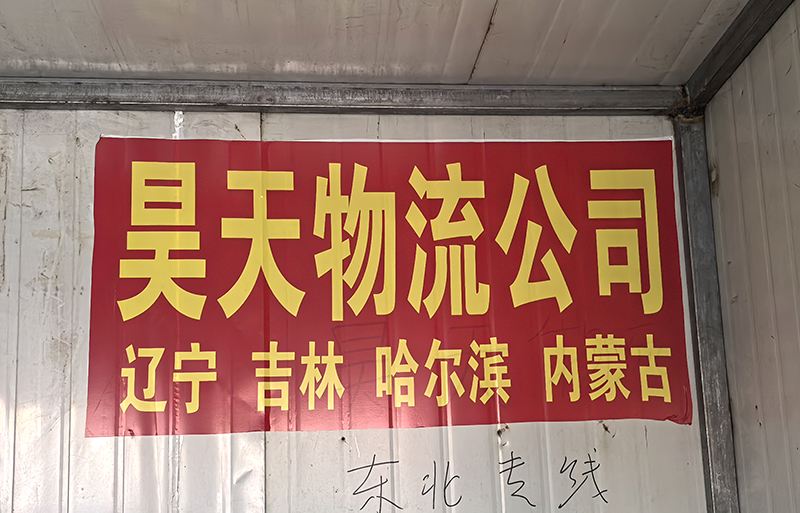 昊天物流公司
辽宁 吉林 哈尔滨 内蒙古
东北专线